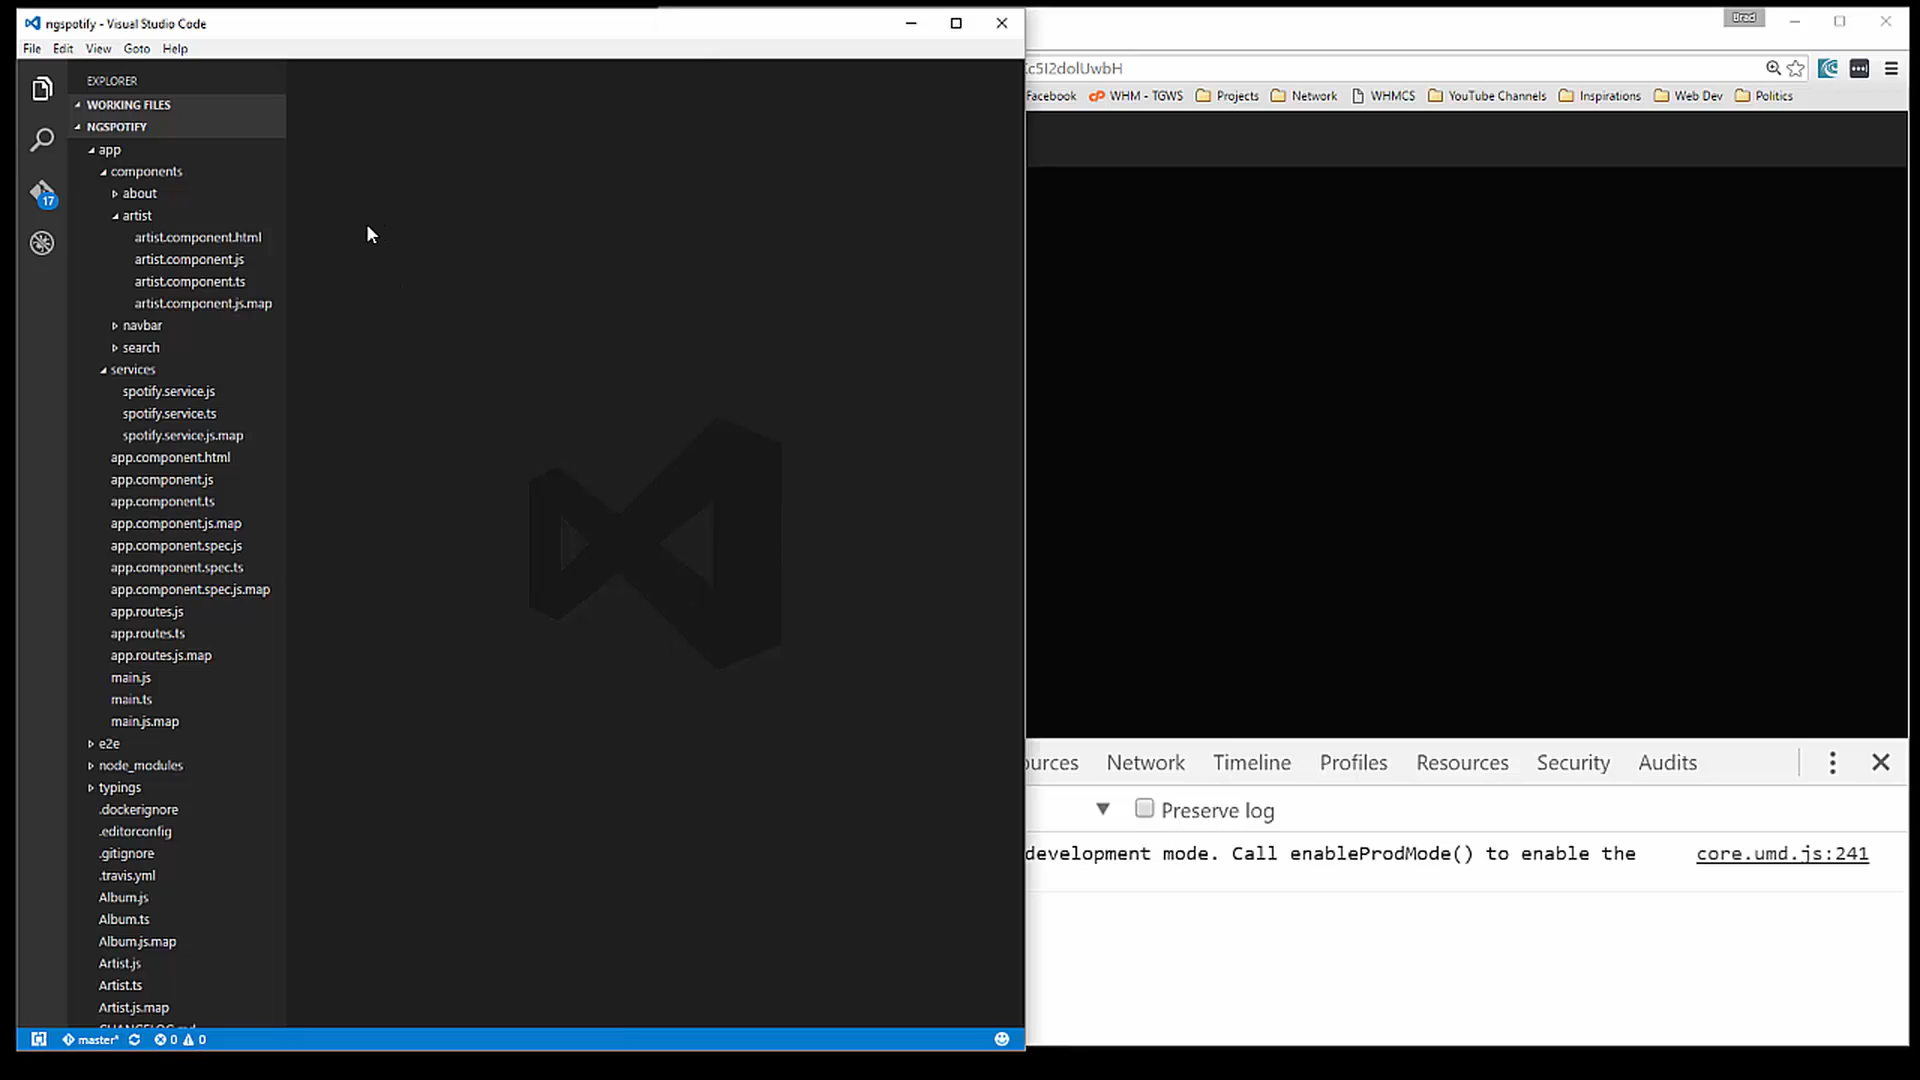 ngspotify - Visual Studio Code
File Edit View Goto Help
EXPLORER
WORKING FILES
NGSPOTIFY
app
components
about
artist
artist.component.html
artist.component.js
artist.component.ts
artist.component.js.map
navbar
search
services
spotify.service.js
spotify.service.ts
spotify.service.js.map
app.component.html
app.component.js
app.component.ts
app.component.js.map
app.component.spec.js
app.component.spec.ts
app.component.spec.js.map
app.routes.js
app.routes.ts
app.routes.js.map
main.js
main.ts
main.js.map
e2e
node_modules
typings
.dockerignore
.editorconfig
.gitignore
.travis.yml
Album.js
Album.ts
Album.js.map
Artist.js
Artist.ts
Artist.js.map
17
master* 0 0
Brad
c5I2dolUwbH
Facebook WHM - TGWS Projects Network WHMCS YouTube Channels Inspirations Web Dev Politics
ources Network Timeline Profiles Resources Security Audits
Preserve log
development mode. Call enableProdMode() to enable the core.umd.js:241